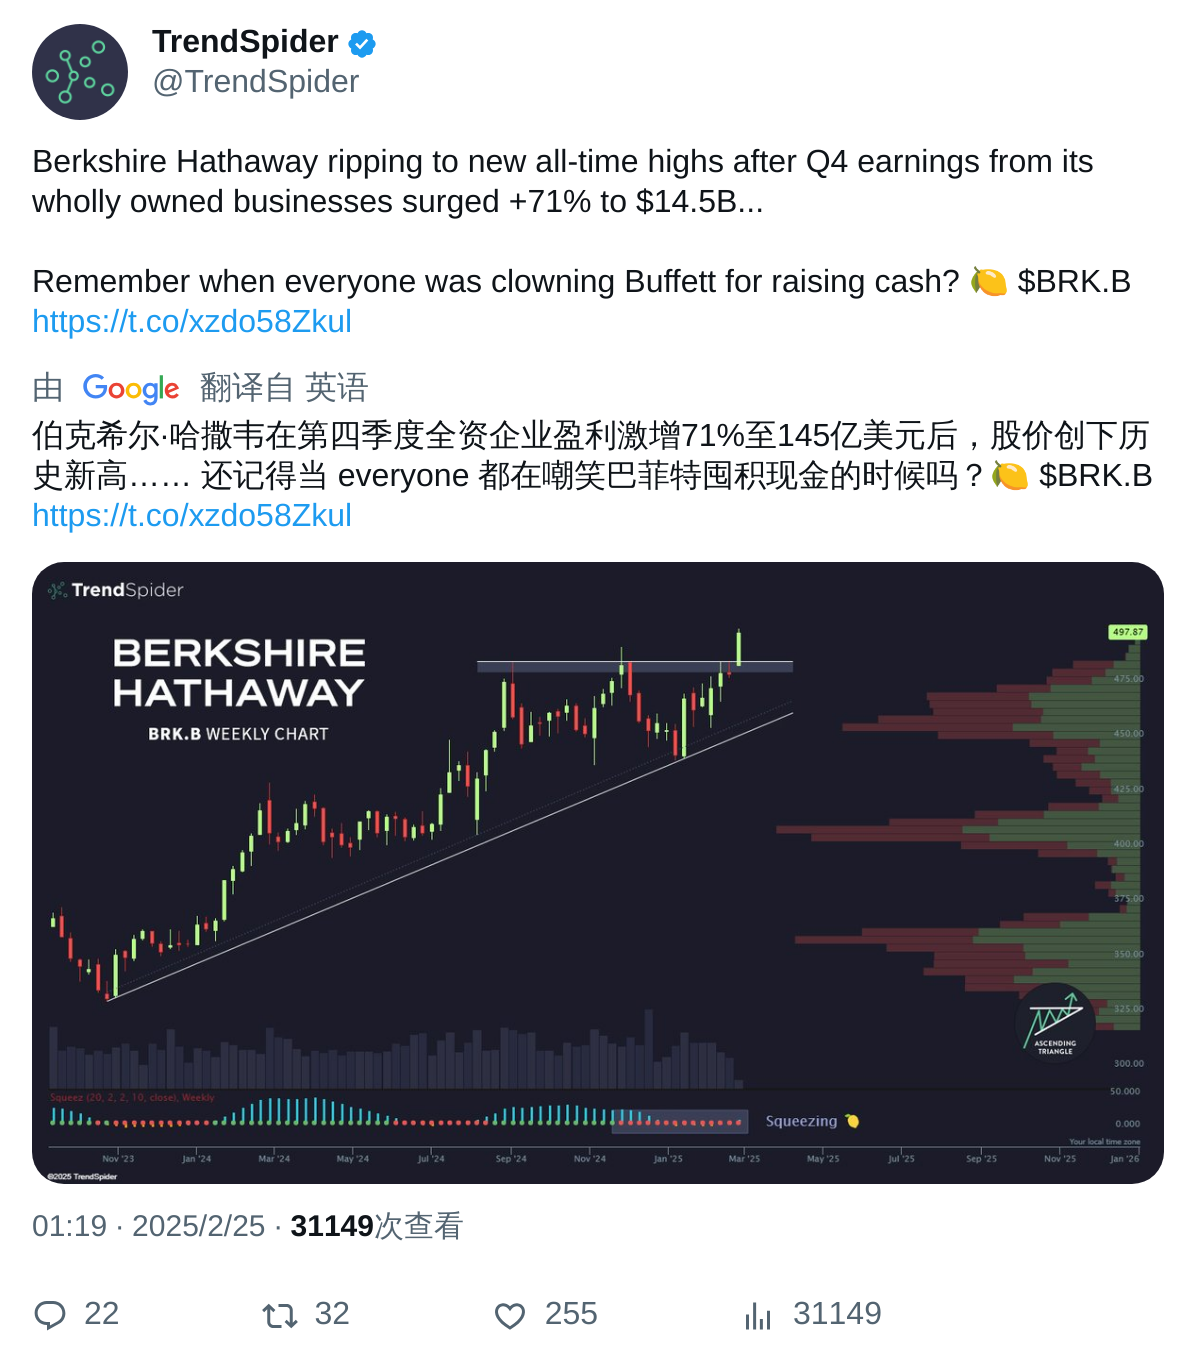 TrendSpider
@TrendSpider
Berkshire Hathaway ripping to new all-time highs after Q4 earnings from its
wholly owned businesses surged +71% to $14.5B...
Remember when everyone was clowning Buffett for raising cash? 🍋 $BRK.B
https://t.co/xzdo58Zkul
由 Google 翻译自 英语
伯克希尔·哈撒韦在第四季度全资企业盈利激增71%至145亿美元后，股价创下历
史新高…… 还记得当 everyone 都在嘲笑巴菲特囤积现金的时候吗？🍋 $BRK.B
https://t.co/xzdo58Zkul
TrendSpider
BERKSHIRE
HATHAWAY
BRK.B WEEKLY CHART
497.87
475.00
450.00
425.00
400.00
375.00
350.00
325.00
300.00
ASCENDING
TRIANGLE
Squeez (20, 2, 2, 10, close), Weekly
50.000
0.000
Squeezing 🍋
Your local time zone
Nov '23 Jan '24 Mar '24 May '24 Jul '24 Sep '24 Nov '24 Jan '25 Mar '25 May '25 Jul '25 Sep '25 Nov '25 Jan '26
©2025 TrendSpider
01:19 · 2025/2/25 · 31149次查看
22 32 255 31149